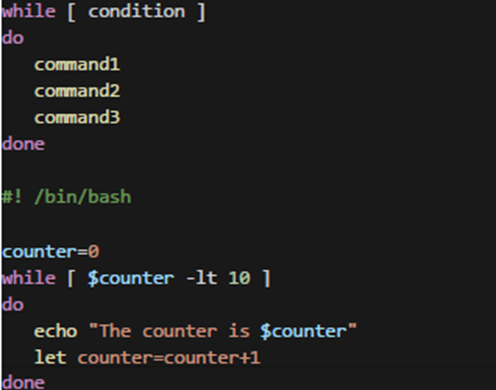 while [ condition ]
do
   command1
   command2
   command3
done

#! /bin/bash

counter=0
while [ $counter -lt 10 ]
do
   echo "The counter is $counter"
   let counter=counter+1
done